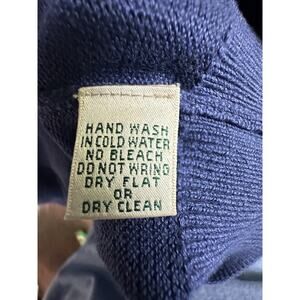 HAND WASH
IN COLD WATER
NO BLEACH
DO NOT WRING
DRY FLAT
OR
DRY CLEAN